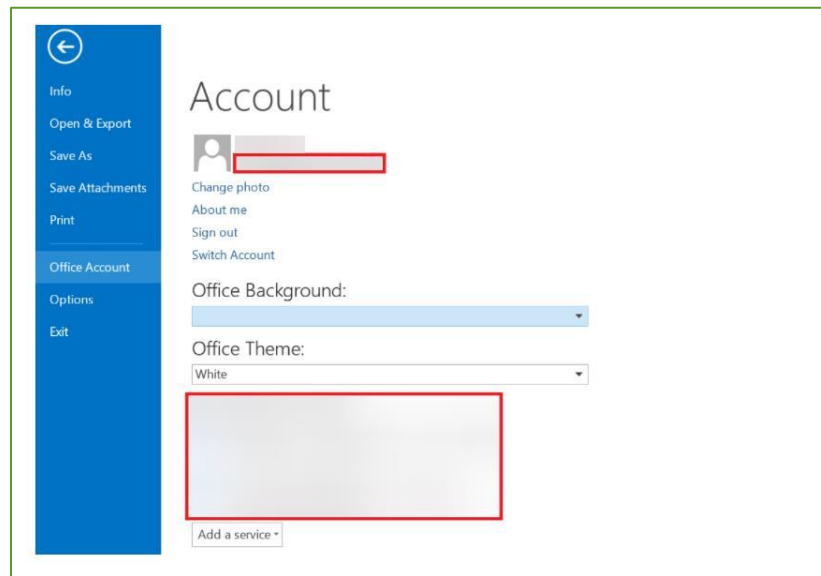 Info
Open & Export
Save As
Save Attachments
Print
Office Account
Options
Exit
Account
Change photo
About me
Sign out
Switch Account
Office Background:
Office Theme:
White
Add a service